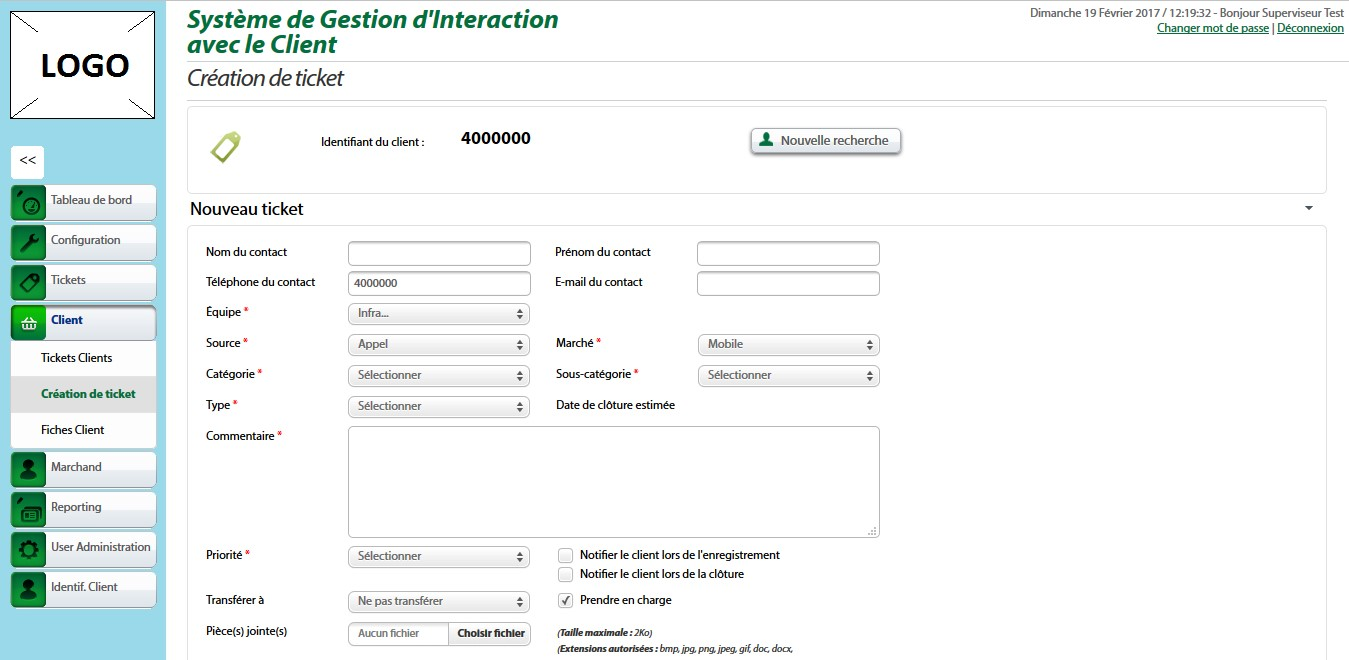 LOGO
Système de Gestion d'Interaction
avec le Client
Dimanche 19 Février 2017 / 12:19:32 - Bonjour Superviseur Test
Changer mot de passe | Déconnexion
Création de ticket
Identifiant du client : 4000000 Nouvelle recherche
<<
Tableau de bord
Configuration
Tickets
Client
Tickets Clients
Création de ticket
Fiches Client
Marchand
Reporting
User Administration
Identif. Client
Nouveau ticket
Nom du contact Prénom du contact
Téléphone du contact 4000000 E-mail du contact
Équipe * Infra...
Source * Appel Marché * Mobile
Catégorie * Sélectionner Sous-catégorie * Sélectionner
Type * Sélectionner Date de clôture estimée
Commentaire *
Priorité * Sélectionner Notifier le client lors de l'enregistrement
Notifier le client lors de la clôture
Transférer à Ne pas transférer Prendre en charge
Pièce(s) jointe(s) Aucun fichier Choisir fichier (Taille maximale : 2Ko)
(Extensions autorisées : bmp, jpg, png, jpeg, gif, doc, docx,